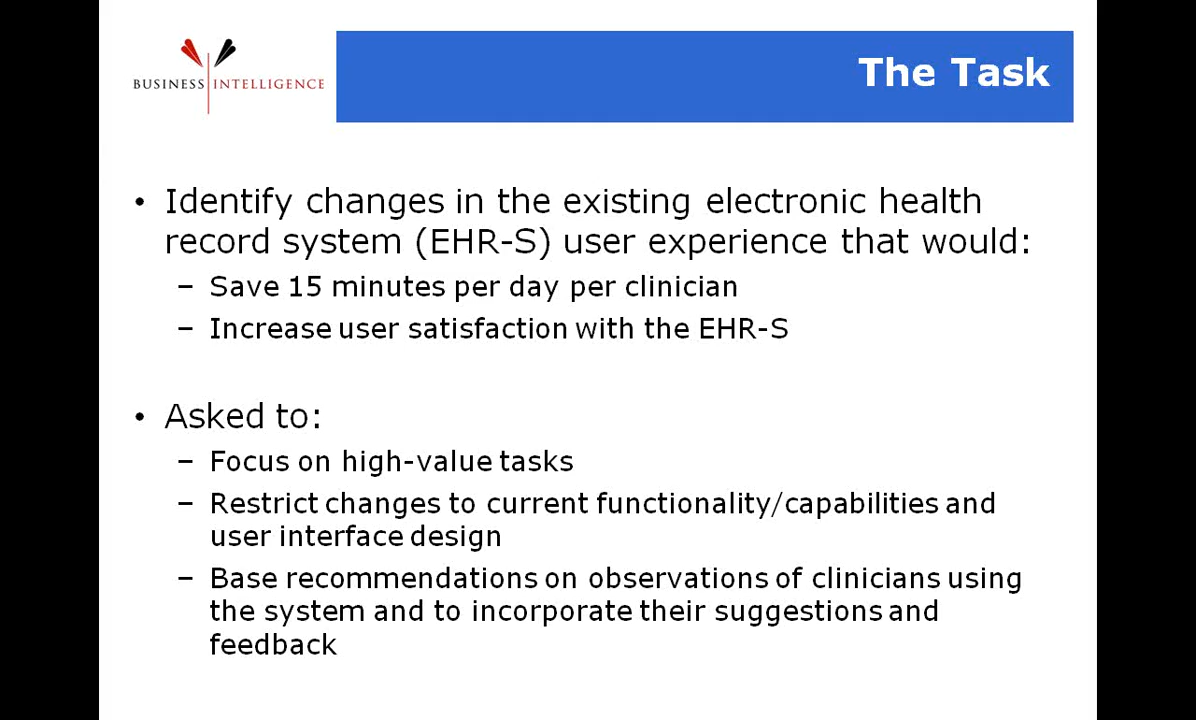 BUSINESS INTELLIGENCE
The Task
• Identify changes in the existing electronic health
record system (EHR-S) user experience that would:
– Save 15 minutes per day per clinician
– Increase user satisfaction with the EHR-S
• Asked to:
– Focus on high-value tasks
– Restrict changes to current functionality/capabilities and
user interface design
– Base recommendations on observations of clinicians using
the system and to incorporate their suggestions and
feedback